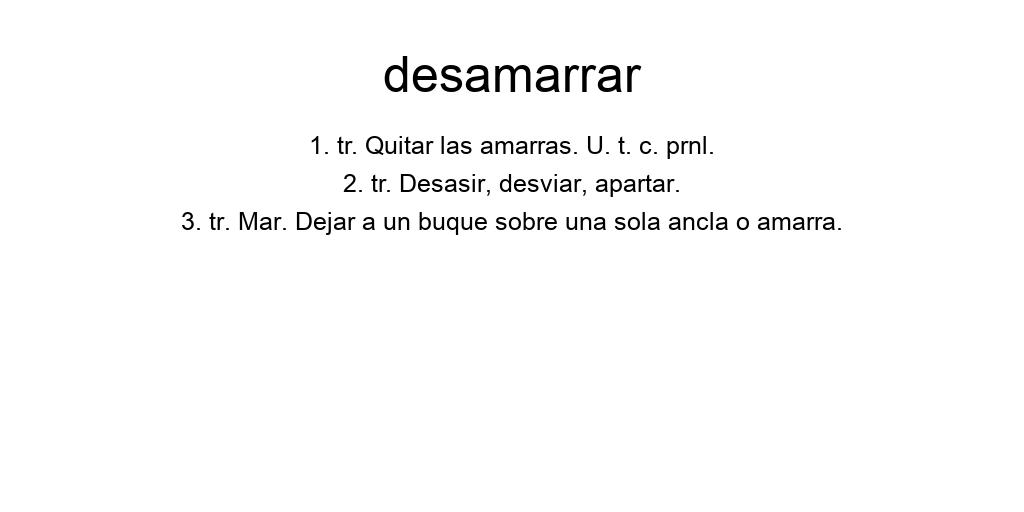 desamarrar
1. tr. Quitar las amarras. U. t. c. prnl.
2. tr. Desasir, desviar, apartar.
3. tr. Mar. Dejar a un buque sobre una sola ancla o amarra.